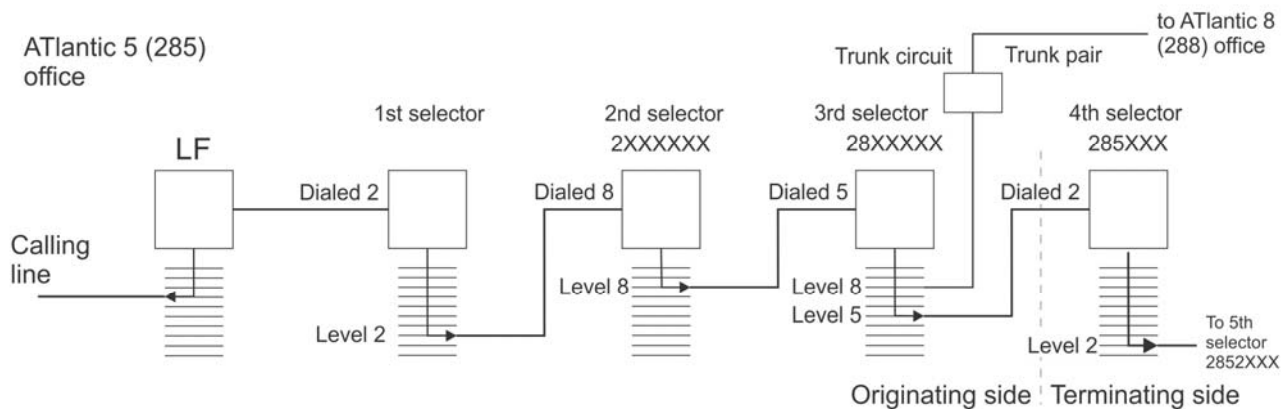 ATlantic 5 (285)
office
to ATlantic 8
(288) office
Trunk circuit
Trunk pair
1st selector
2nd selector
2XXXXXX
3rd selector
28XXXXX
4th selector
285XXX
LF
Dialed 2
Dialed 8
Dialed 5
Dialed 2
Calling
line
Level 2
Level 8
Level 8
Level 5
Level 2
To 5th
selector
2852XXX
Originating side
Terminating side